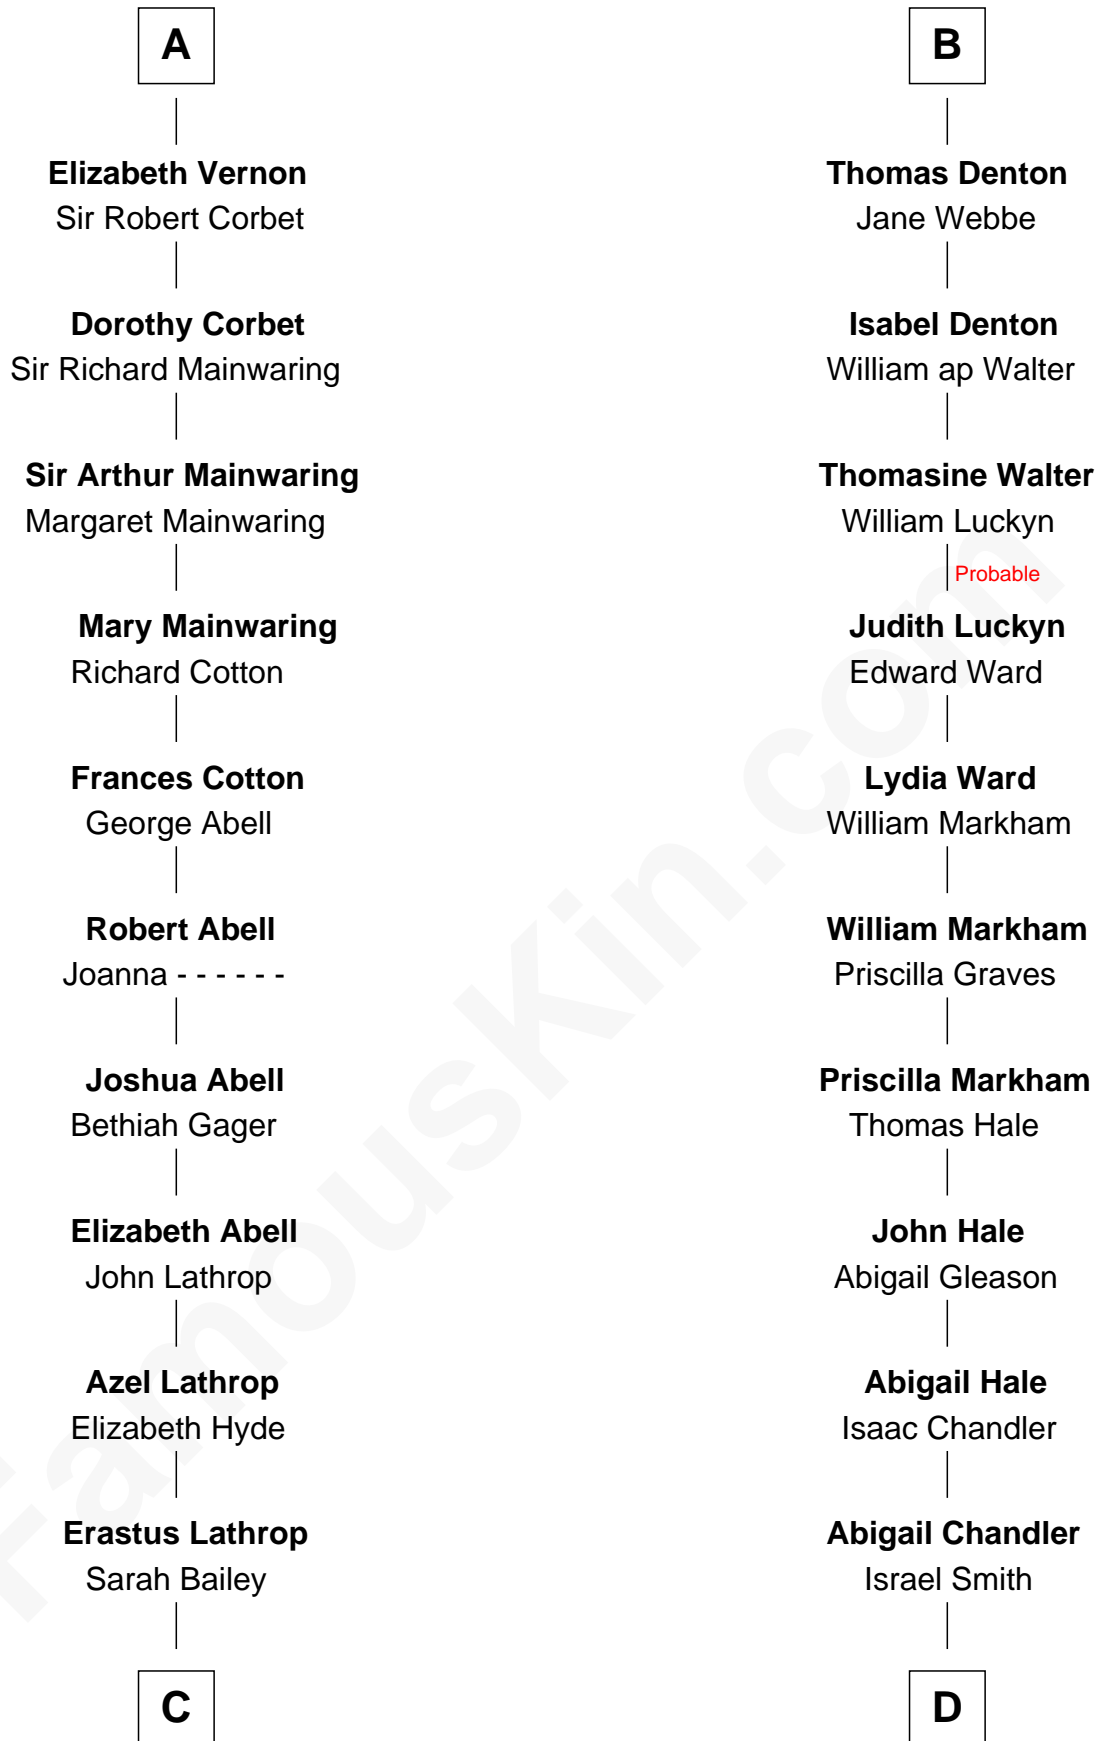 A
Elizabeth Vernon
Sir Robert Corbet
Dorothy Corbet
Sir Richard Mainwaring
Sir Arthur Mainwaring
Margaret Mainwaring
Mary Mainwaring
Richard Cotton
Frances Cotton
George Abell
Robert Abell
Joanna - - - - - -
Joshua Abell
Bethiah Gager
Elizabeth Abell
John Lathrop
Azel Lathrop
Elizabeth Hyde
Erastus Lathrop
Sarah Bailey
C
B
Thomas Denton
Jane Webbe
Isabel Denton
William ap Walter
Thomasine Walter
William Luckyn
Probable
Judith Luckyn
Edward Ward
Lydia Ward
William Markham
William Markham
Priscilla Graves
Priscilla Markham
Thomas Hale
John Hale
Abigail Gleason
Abigail Hale
Isaac Chandler
Abigail Chandler
Israel Smith
D
FamousKin.com